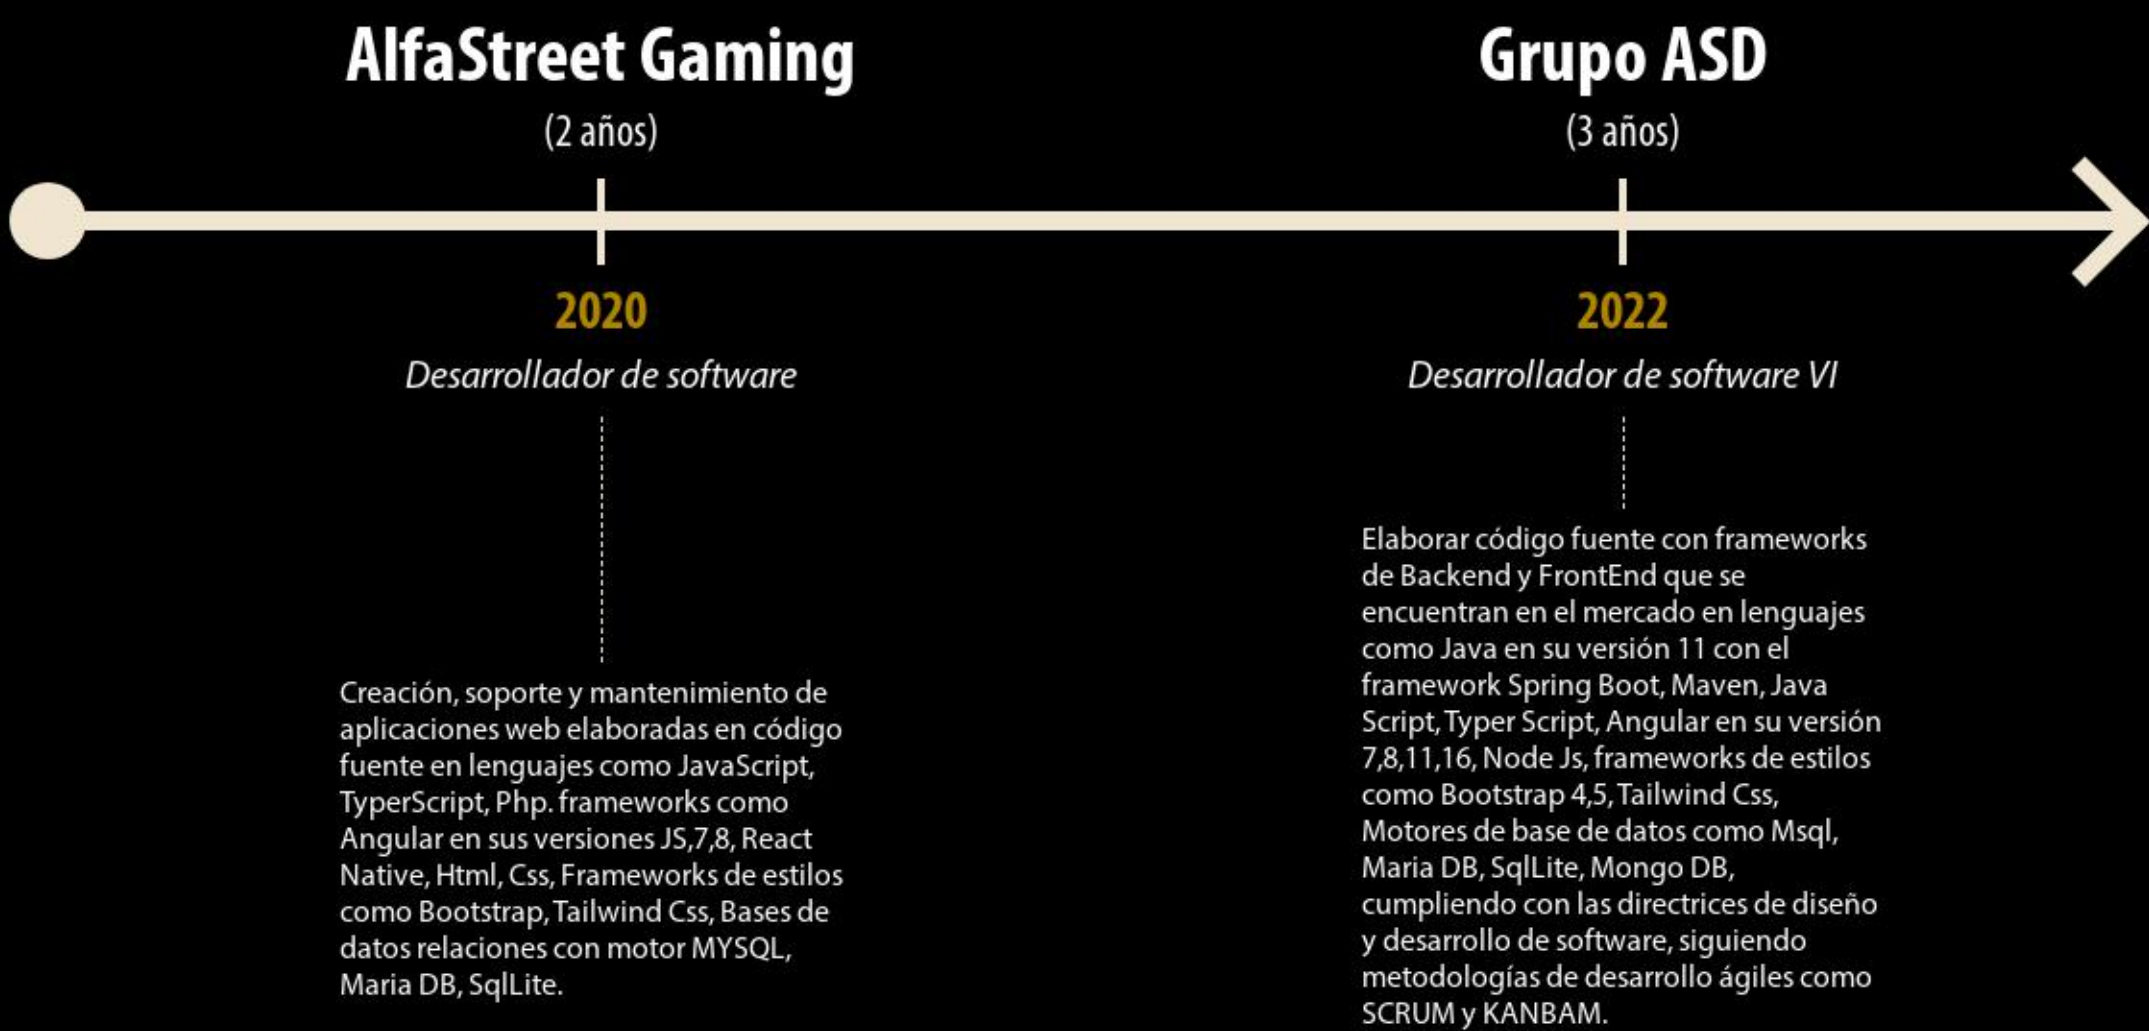 AlfaStreet Gaming
(2 años)
2020
Desarrollador de software
Creación, soporte y mantenimiento de
aplicaciones web elaboradas en código
fuente en lenguajes como JavaScript,
TyperScript, Php. frameworks como
Angular en sus versiones JS,7,8, React
Native, Html, Css, Frameworks de estilos
como Bootstrap, Tailwind Css, Bases de
datos relaciones con motor MYSQL,
Maria DB, SqlLite.
Grupo ASD
(3 años)
2022
Desarrollador de software VI
Elaborar código fuente con frameworks
de Backend y FrontEnd que se
encuentran en el mercado en lenguajes
como Java en su versión 11 con el
framework Spring Boot, Maven, Java
Script, Typer Script, Angular en su versión
7,8,11,16, Node Js, frameworks de estilos
como Bootstrap 4,5, Tailwind Css,
Motores de base de datos como Msql,
Maria DB, SqlLite, Mongo DB,
cumpliendo con las directrices de diseño
y desarrollo de software, siguiendo
metodologías de desarrollo ágiles como
SCRUM y KANBAM.